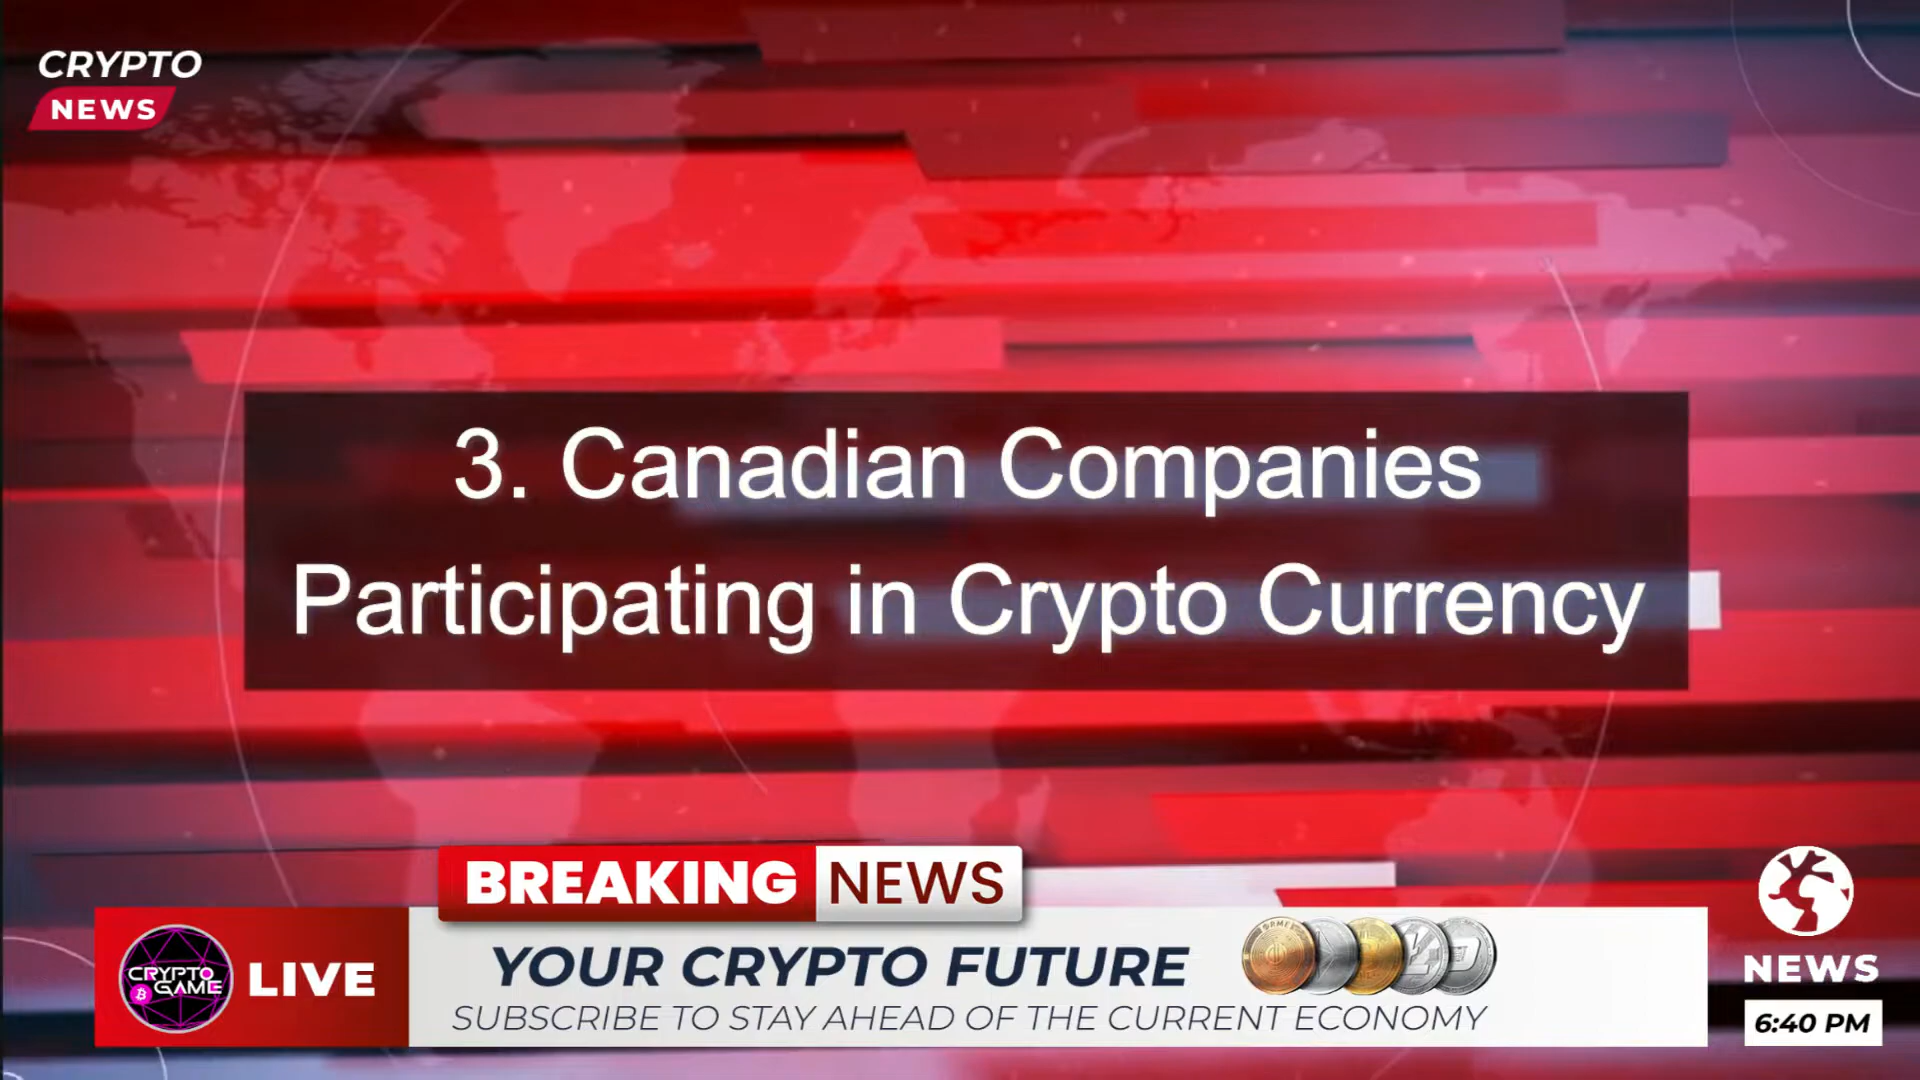 CRYPTO
NEWS
3. Canadian Companies
Participating in Crypto Currency
BREAKING NEWS
CRYPTO
GAME
LIVE
YOUR CRYPTO FUTURE
SUBSCRIBE TO STAY AHEAD OF THE CURRENT ECONOMY
NEWS
6:40 PM